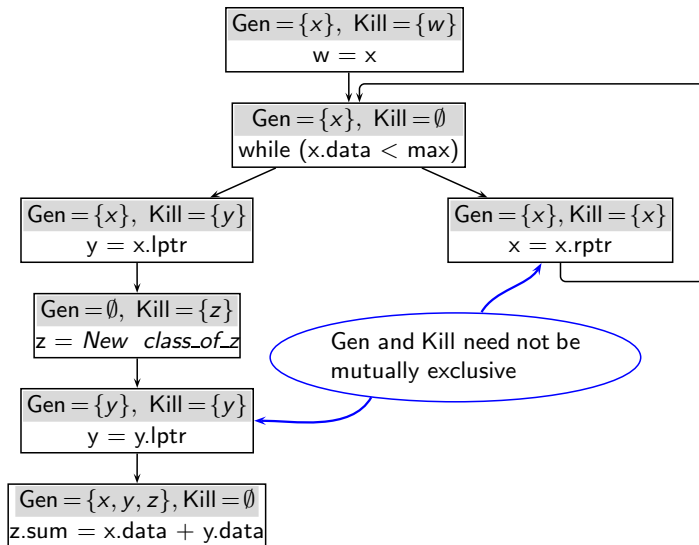 Gen = {x}, Kill = {w}
w = x
Gen = {x}, Kill = ∅
while (x.data < max)
Gen = {x}, Kill = {y}
y = x.lptr
Gen = {x}, Kill = {x}
x = x.rptr
Gen = ∅, Kill = {z}
z = New class_of_z
Gen and Kill need not be
mutually exclusive
Gen = {y}, Kill = {y}
y = y.lptr
Gen = {x, y, z}, Kill = ∅
z.sum = x.data + y.data